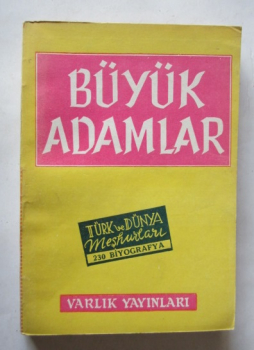 BÜYÜK
ADAMLAR
TÜRK ve DÜNYA
Meşhurları
230 BİYOGRAFYA
VARLIK YAYINLARI